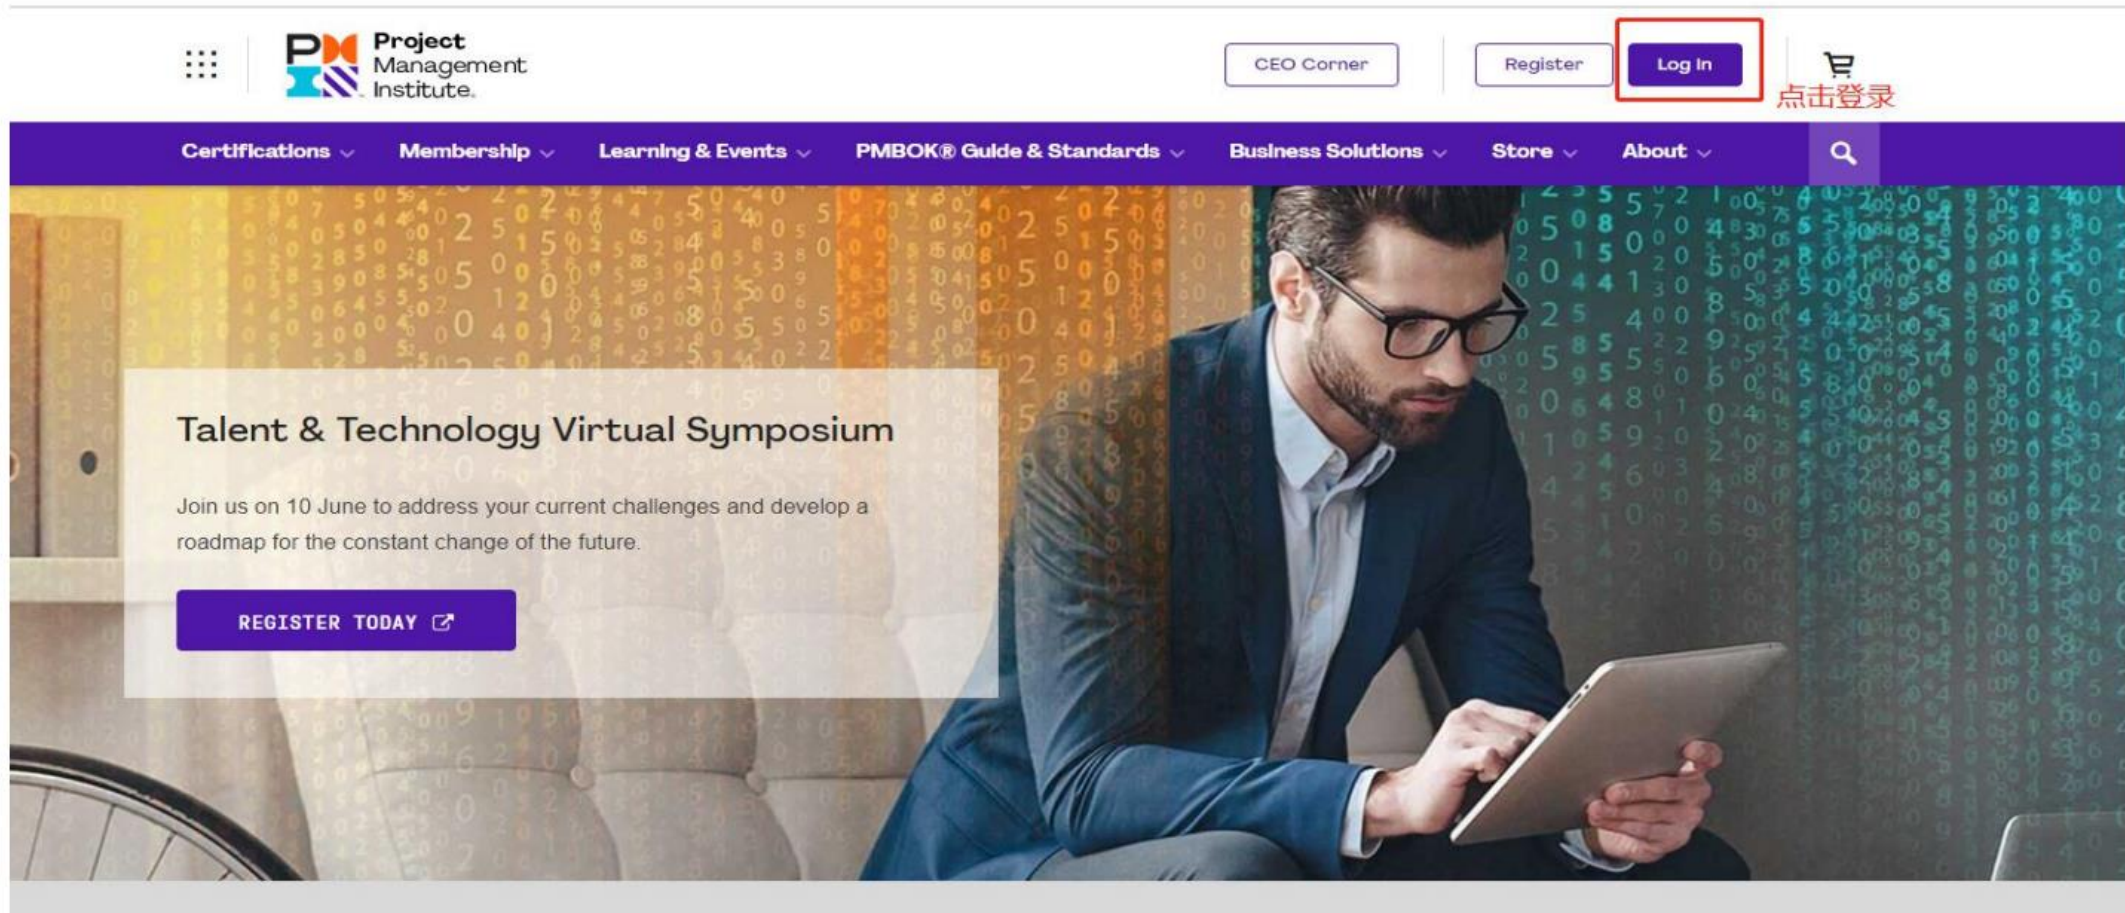 Project
Management
Institute.
CEO Corner
Register
Log In
点击登录
Certifications
Membership
Learning & Events
PMBOK® Guide & Standards
Business Solutions
Store
About
Talent & Technology Virtual Symposium
Join us on 10 June to address your current challenges and develop a
roadmap for the constant change of the future.
REGISTER TODAY